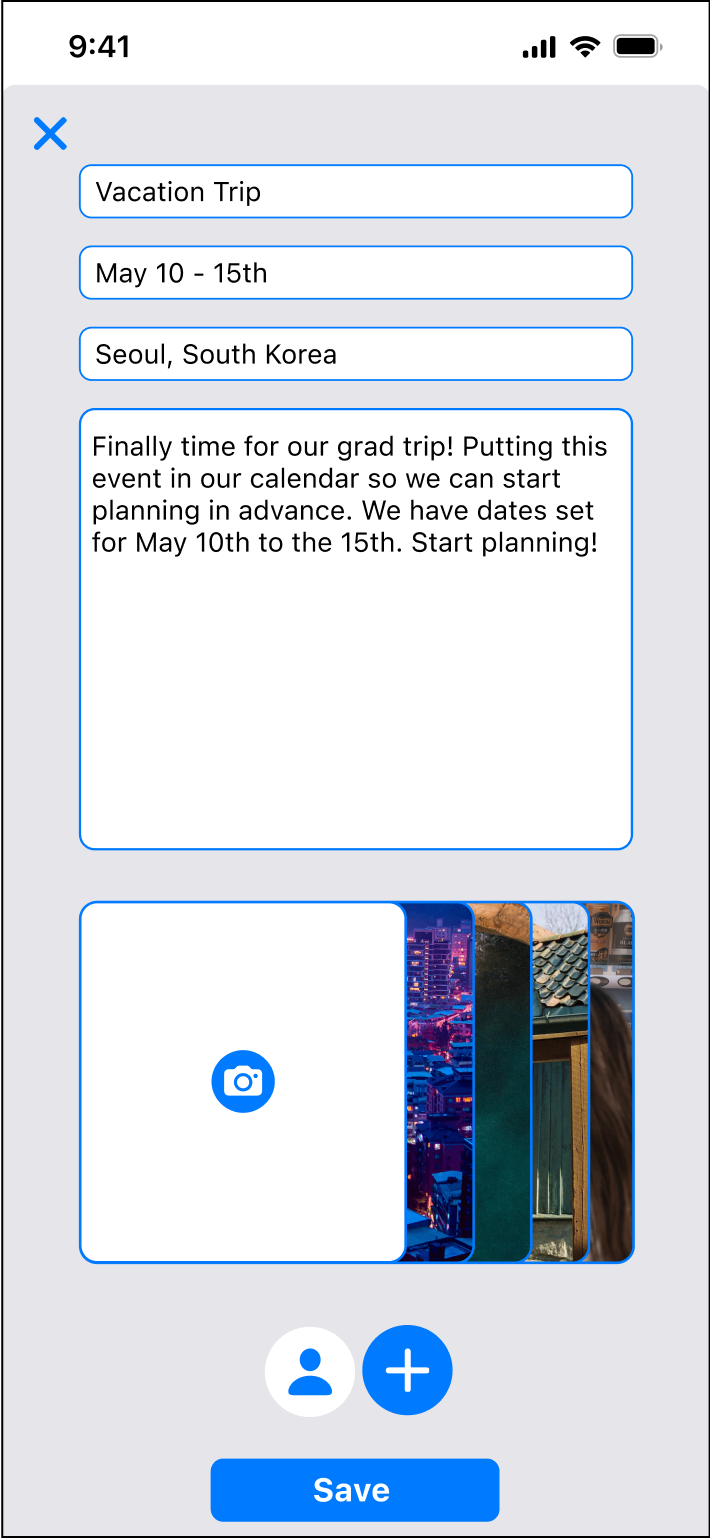 9:41
Vacation Trip
May 10 - 15th
Seoul, South Korea
Finally time for our grad trip! Putting this
event in our calendar so we can start
planning in advance. We have dates set
for May 10th to the 15th. Start planning!
Save